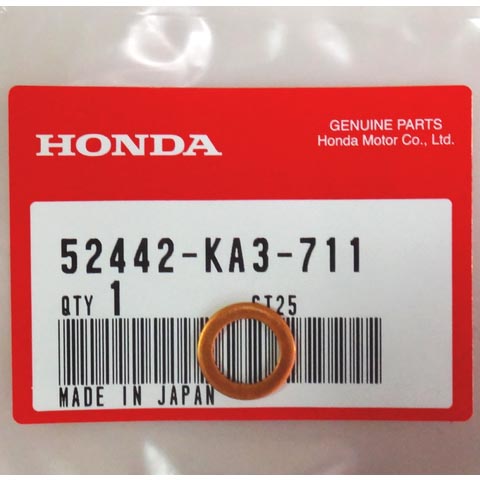 HONDA
GENUINE PARTS
Honda Motor Co., Ltd.
52442-KA3-711
QTY 1
MADE IN JAPAN